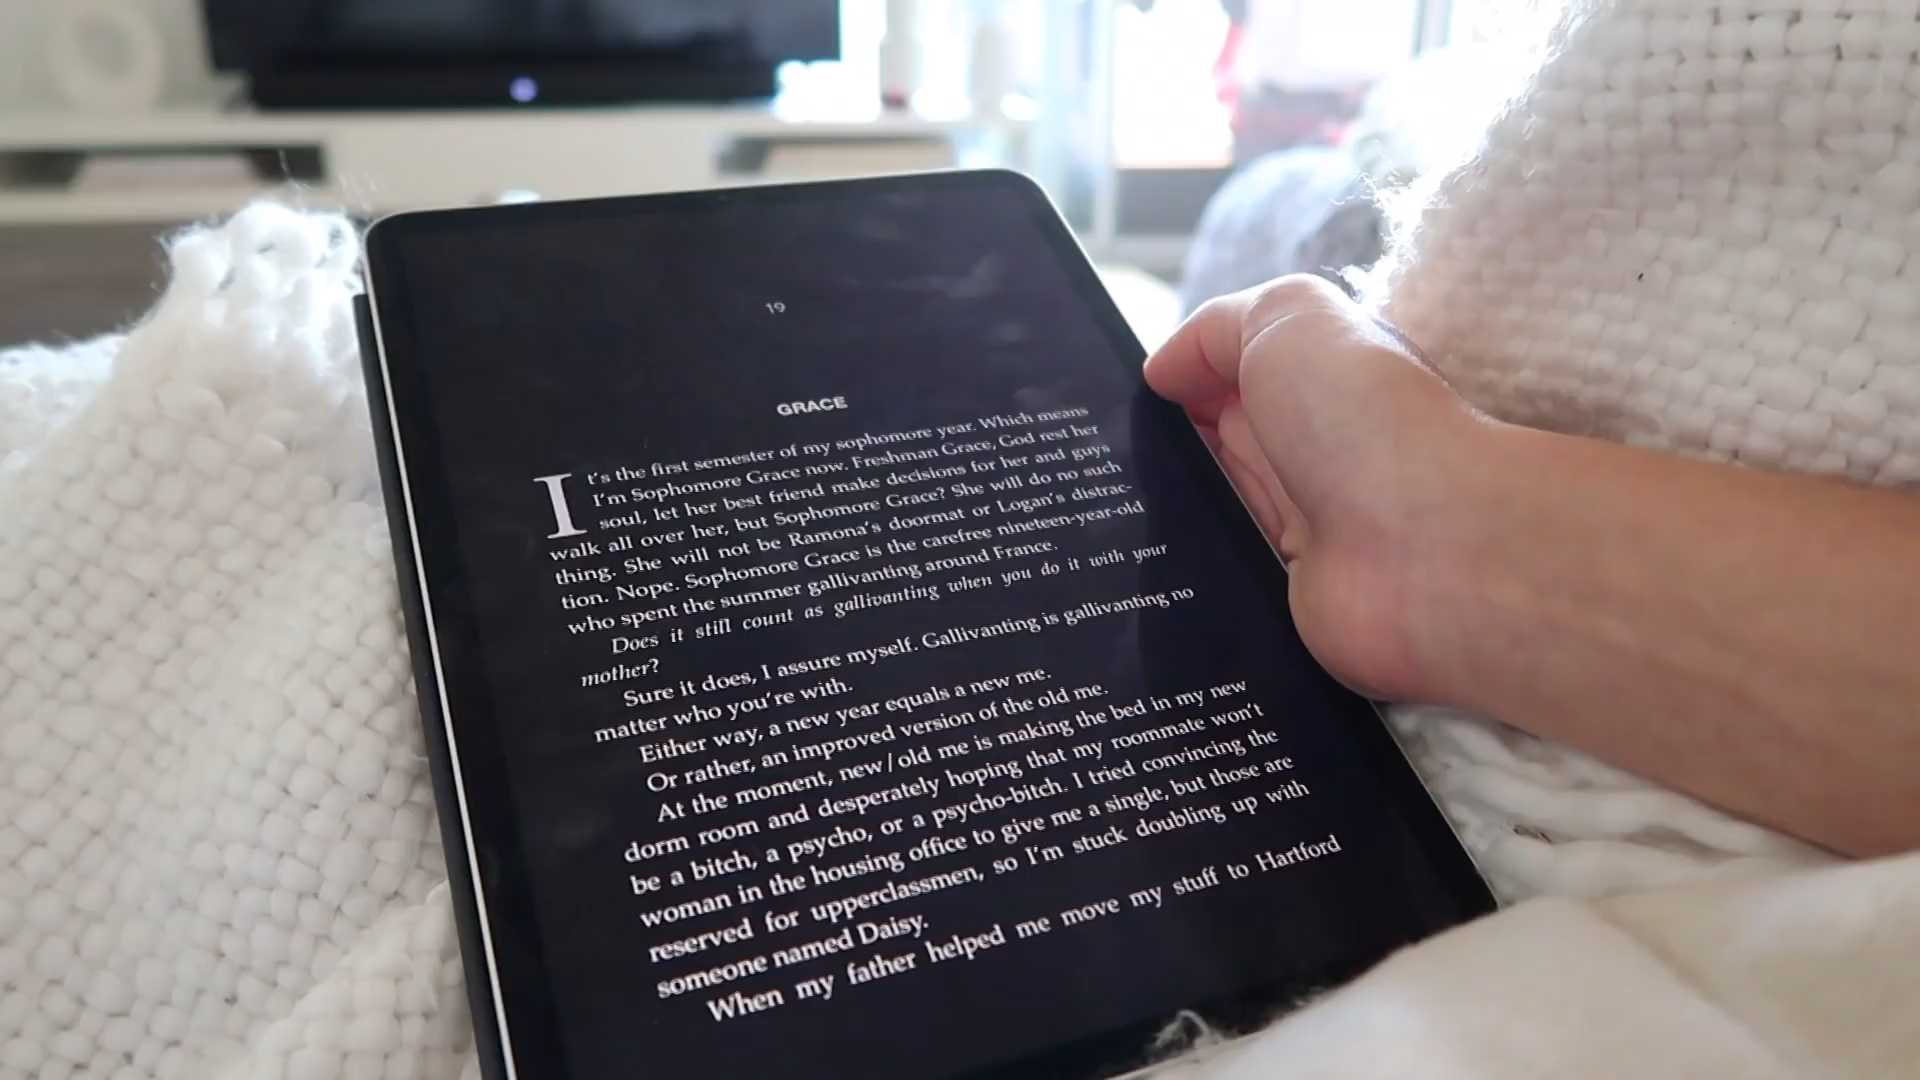 19
GRACE
It's the first semester of my sophomore year. Which means
I'm Sophomore Grace now. Freshman Grace, God rest her
soul, let her best friend make decisions for her and guys
walk all over her, but Sophomore Grace? She will do no such
thing. She will not be Ramona's doormat or Logan's distrac-
tion. Nope. Sophomore Grace is the carefree nineteen-year-old
who spent the summer gallivanting around France.
Does it still count as gallivanting when you do it with your
mother?
Sure it does, I assure myself. Gallivanting is gallivanting no
matter who you're with.
Either way, a new year equals a new me.
Or rather, an improved version of the old me.
At the moment, new/old me is making the bed in my new
dorm room and desperately hoping that my roommate won't
be a bitch, a psycho, or a psycho-bitch. I tried convincing the
woman in the housing office to give me a single, but those are
reserved for upperclassmen, so I'm stuck doubling up with
someone named Daisy.
When my father helped me move my stuff to Hartford